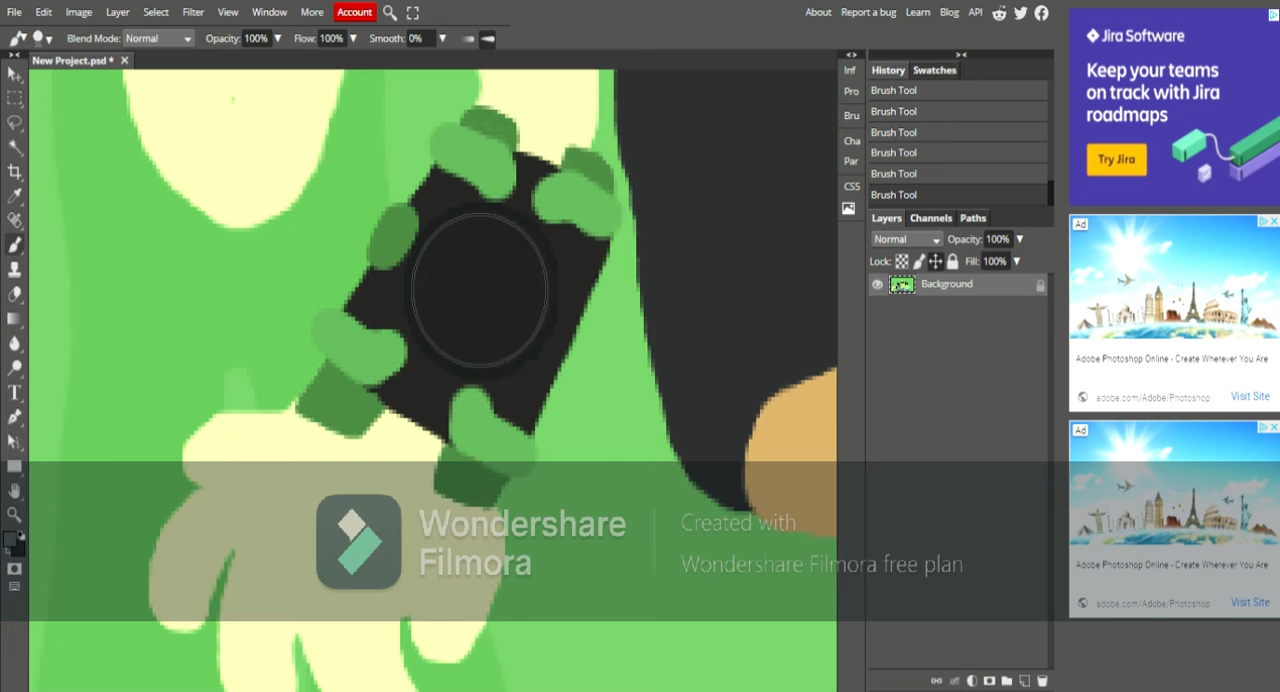 File Edit Image Layer Select Filter View Window More Account
About Report a bug Learn Blog API
Blend Mode: Normal Opacity: 100% Flow: 100% Smooth: 0%
New Project.psd *
Inf
Pro
Bru
Cha
Par
CSS
History Swatches
Brush Tool
Brush Tool
Brush Tool
Brush Tool
Brush Tool
Brush Tool
Layers Channels Paths
Normal Opacity: 100%
Lock: Fill: 100%
Background
Jira Software
Keep your teams
on track with Jira
roadmaps
Try Jira
Ad
Adobe Photoshop Online - Create Wherever You Are
adobe.com/Adobe/Photoshop Visit Site
Ad
Adobe Photoshop Online - Create Wherever You Are
adobe.com/Adobe/Photoshop Visit Site
Wondershare
Filmora
Created with
Wondershare Filmora free plan